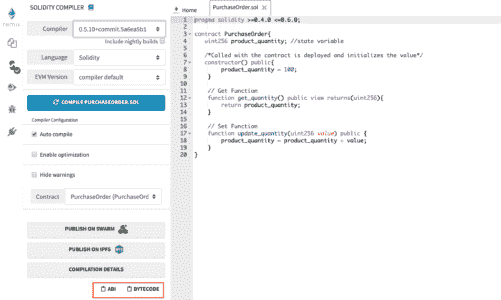 SOLIDITY COMPILER
Compiler
0.5.10+commit.5a6ea5b1
Include nightly builds
Language
Solidity
EVM Version
compiler default
COMPILE PURCHASEORDER.SOL
Compiler Configuration
Auto compile
Enable optimization
Hide warnings
Contract
PurchaseOrder (PurchaseOrd
PUBLISH ON SWARM
PUBLISH ON IPFS
COMPILATION DETAILS
ABI
BYTECODE
Home
PurchaseOrder.sol
1 pragma solidity >=0.4.0 <=0.6.0;
2
3 contract PurchaseOrder{
4 uint256 product_quantity; //state variable
5
6 /*Called with the contract is deployed and initializes the value*/
7 constructor() public{
8 product_quantity = 100;
9 }
10
11 // Get Function
12 function get_quantity() public view returns(uint256){
13 return product_quantity;
14 }
15
16 // Set Function
17 function update_quantity(uint256 value) public {
18 product_quantity = product_quantity + value;
19 }
20 }